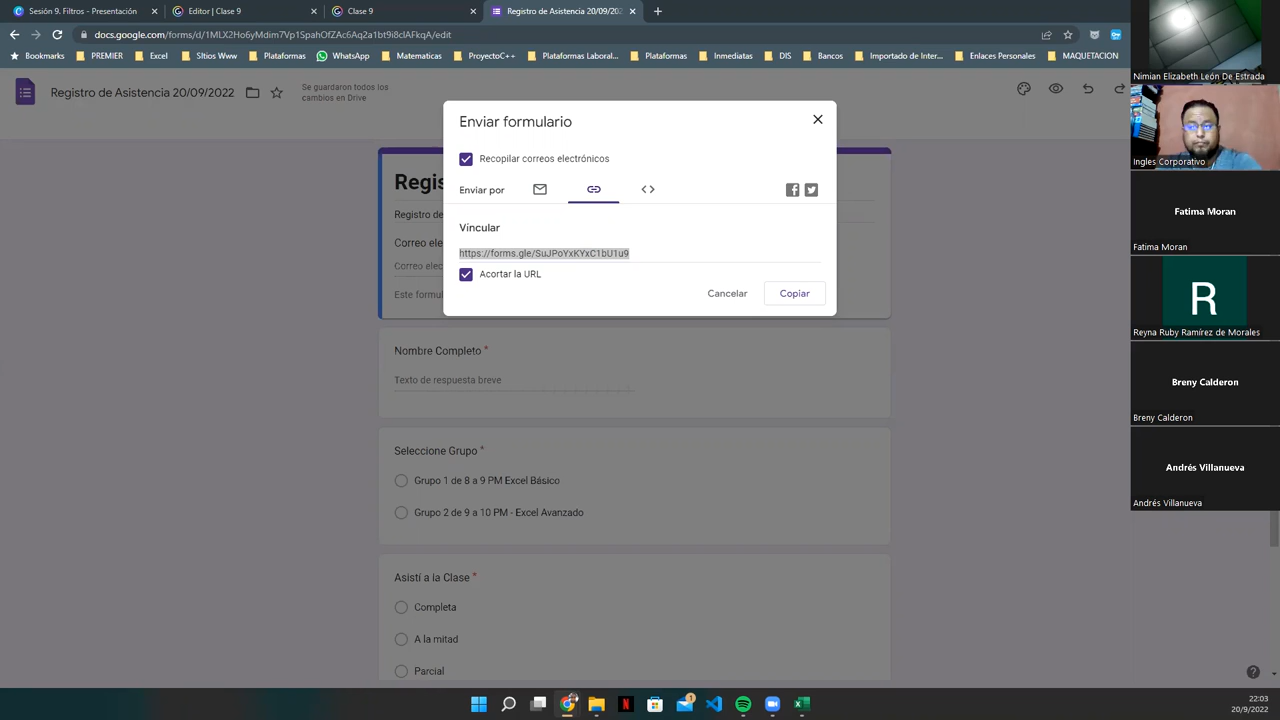 Sesión 9. Filtros - Presentación
Editor | Clase 9
Clase 9
Registro de Asistencia 20/09/2022
docs.google.com/forms/d/1MLX2Ho6yMdim7Vp1SpahOfZAc6Aq2a1bt9i8clAFkqA/edit
Bookmarks
PREMIER
Excel
SItios Wwww
Plataformas
WhatsApp
Matematicas
ProyectoC++
Plataformas Laboral...
Plataformas
Inmediatas
DIS
Bancos
Importado de Inter...
Enlaces Personales
MAQUETACION
Registro de Asistencia 20/09/2022
Se guardaron todos los
cambios en Drive
Enviar formulario
Recopilar correos electrónicos
Enviar por
Vincular
https://forms.gle/SuJPoYxKYxC1bU1u9
Acortar la URL
Cancelar
Copiar
Regis
Registro de
Correo ele
Correo elec
Este formul
Nombre Completo *
Texto de respuesta breve
Seleccione Grupo *
Grupo 1 de 8 a 9 PM Excel Básico
Grupo 2 de 9 a 10 PM - Excel Avanzado
Asistí a la Clase *
Completa
A la mitad
Parcial
Nimian Elizabeth León De Estrada
Ingles Corporativo
Fatima Moran
Fatima Moran
R
Reyna Ruby Ramírez de Morales
Breny Calderon
Breny Calderon
Andrés Villanueva
Andrés Villanueva
22:03
20/9/2022